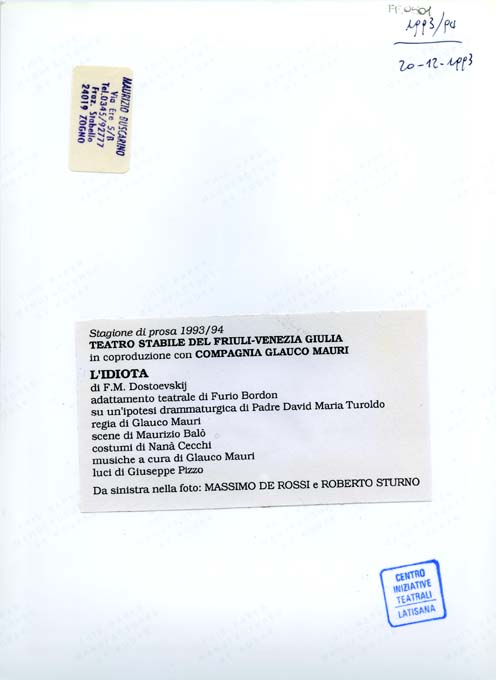 1993/94
20-12-1993
MAURIZIO BUSCARINO
Via Ere 5/B
Tel.0345/92777
Fraz. Stabello
24019 ZOGNO
Stagione di prosa 1993/94
TEATRO STABILE DEL FRIULI-VENEZIA GIULIA
in coproduzione con COMPAGNIA GLAUCO MAURI
L'IDIOTA
di F.M. Dostoevskij
adattamento teatrale di Furio Bordon
su un'ipotesi drammaturgica di Padre David Maria Turoldo
regia di Glauco Mauri
scene di Maurizio Balò
costumi di Nanà Cecchi
musiche a cura di Glauco Mauri
luci di Giuseppe Pizzo
Da sinistra nella foto: MASSIMO DE ROSSI e ROBERTO STURNO
CENTRO
INIZIATIVE
TEATRALI
LATISANA